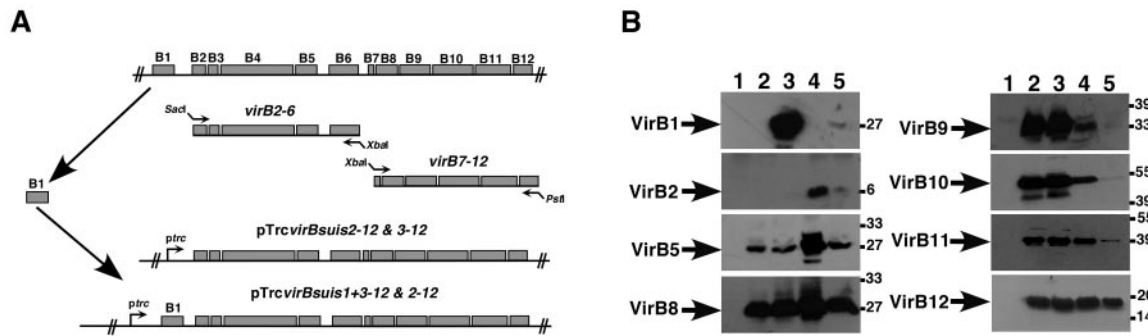 A
B1 B2 B3 B4 B5 B6 B7 B8 B9 B10 B11 B12
virB2-6
SacI
XbaI
virB7-12
XbaI
PstI
B1
ptrc
pTrcvirBsuis2-12 & 3-12
pTrcvirBsuis1+3-12 & 2-12
ptrc
B1
B
1 2 3 4 5
VirB1
27
VirB2
6
VirB5
33
27
VirB8
33
27
1 2 3 4 5
VirB9
39
33
VirB10
55
39
VirB11
55
39
VirB12
20